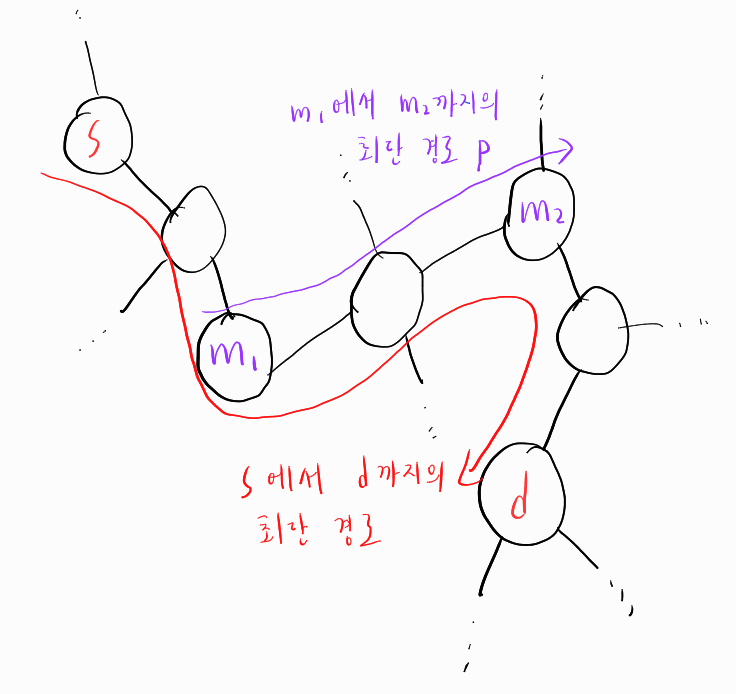 m₁에서 m₂까지의
최단 경로 p
s
m₂
m₁
s에서 d까지의
최단 경로
d